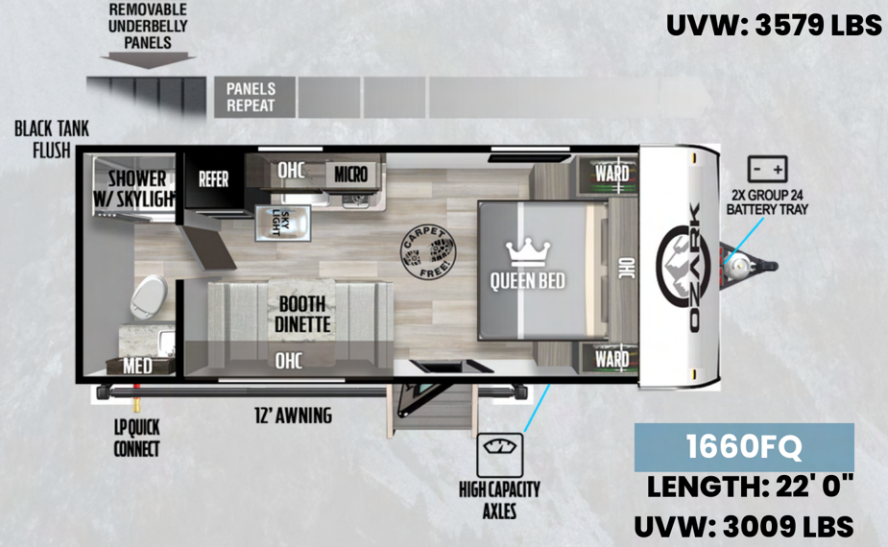 REMOVABLE
UNDERBELLY
PANELS
UVW: 3579 LBS
PANELS
REPEAT
BLACK TANK
FLUSH
SHOWER
W/ SKYLIGH
REFER
OHC
MICRO
WARD
SKY
LIGHT
2X GROUP 24
BATTERY TRAY
CARPET
FREE!
QUEEN BED
OHC
OZARK
BOOTH
DINETTE
OHC
MED
WARD
12' AWNING
LP QUICK
CONNECT
HIGH CAPACITY
AXLES
1660FQ
LENGTH: 22' 0"
UVW: 3009 LBS